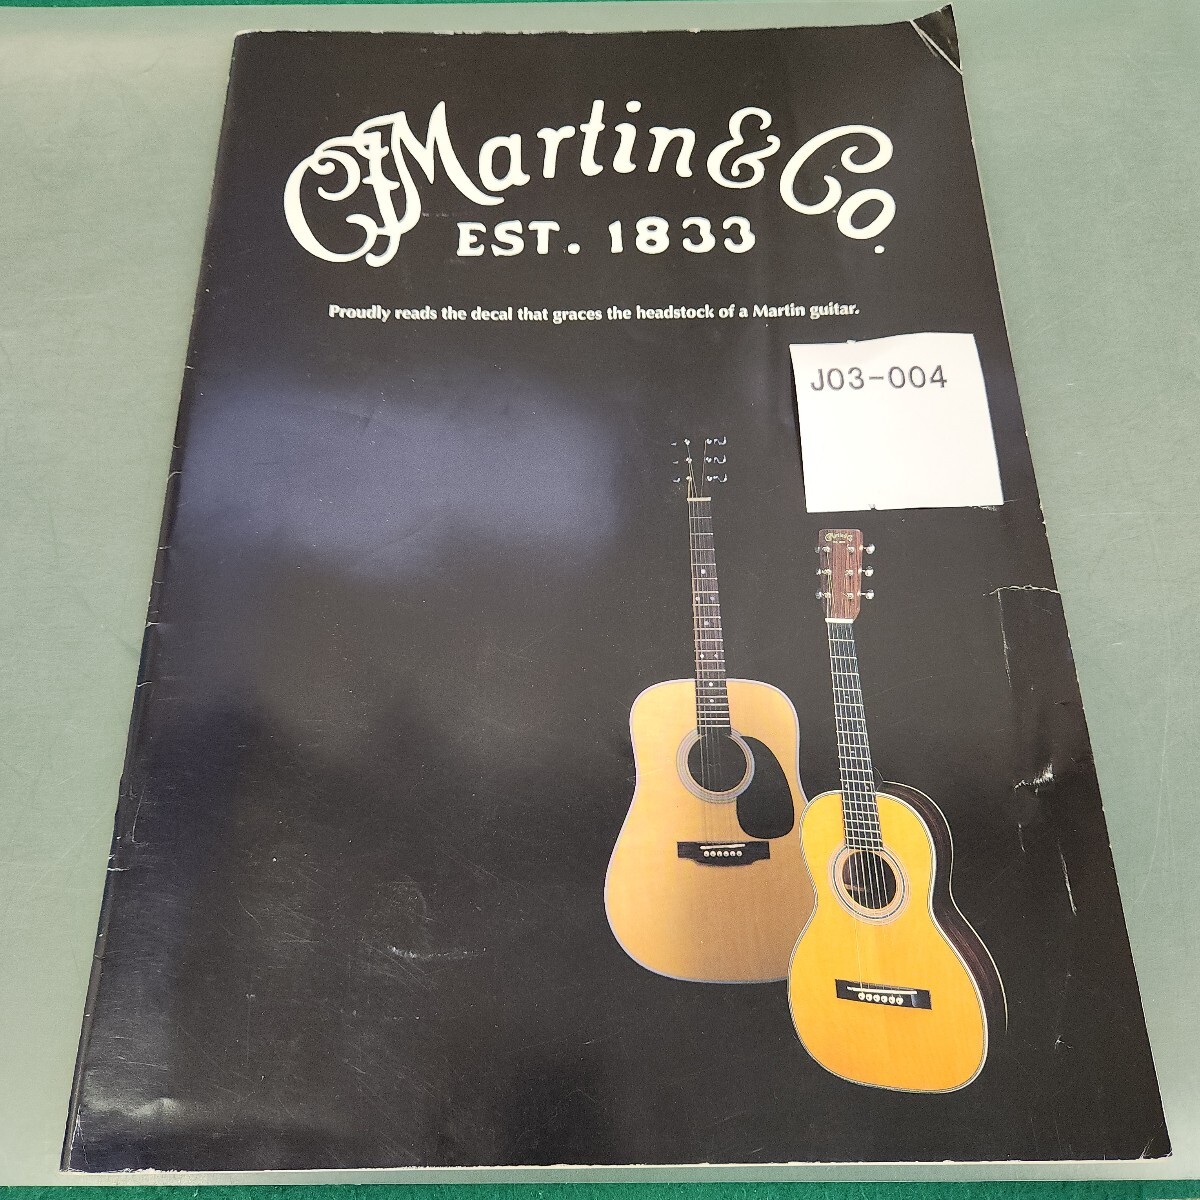 CFMartin & Co.
EST. 1833
Proudly reads the decal that graces the headstock of a Martin guitar.
J03-004